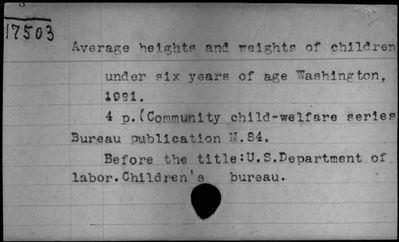 17503
Average heights and weights of children
under six years of age Washington,
1921.
4 p.(Community child-welfare series
Bureau publication N.84.
Before the title:U.S.Department of
labor.Children's bureau.